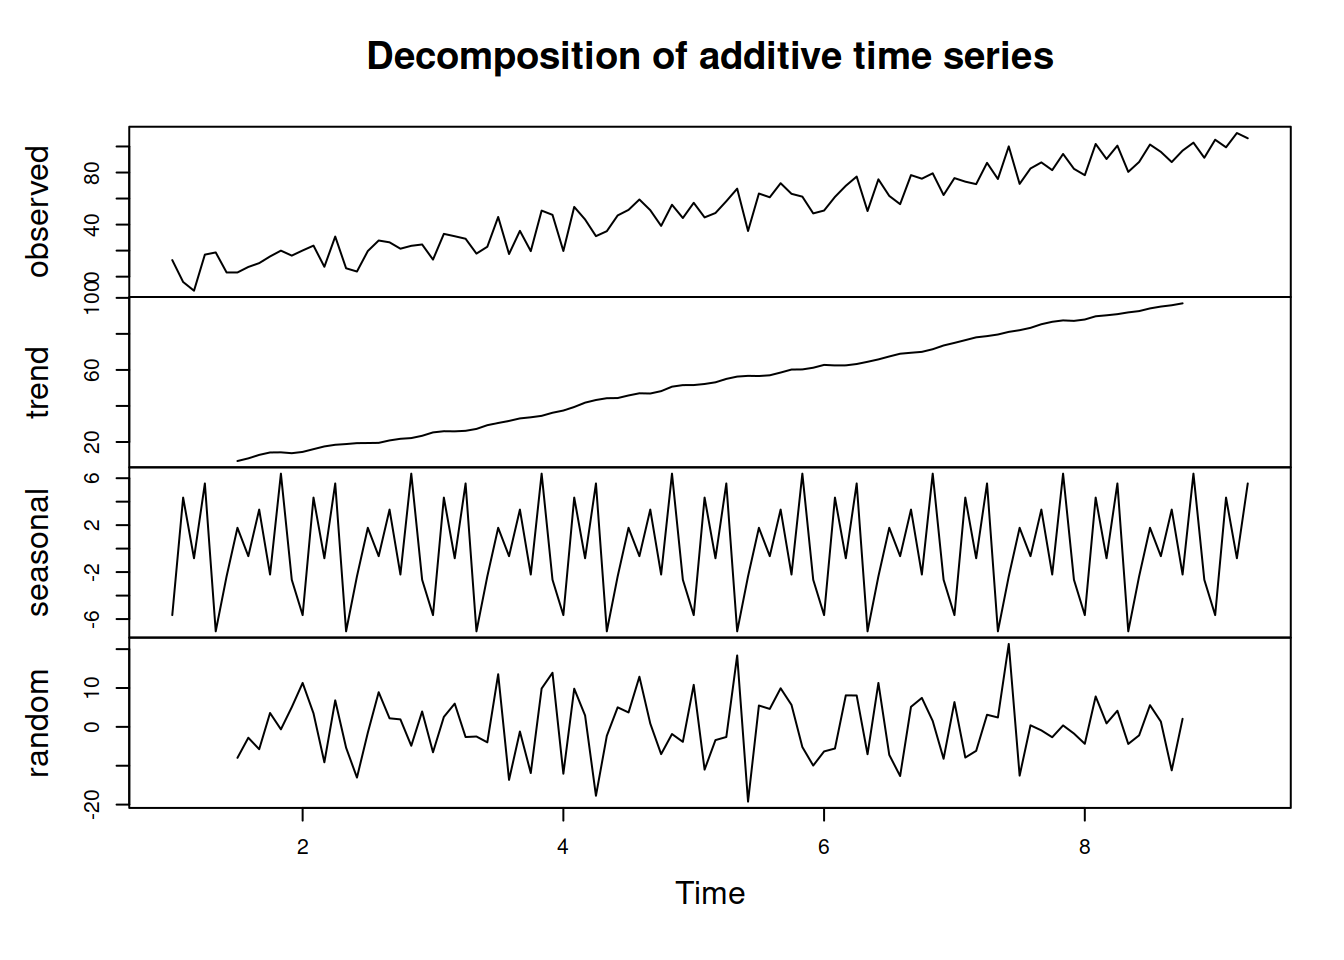 Decomposition of additive time series
observed
0 40 80
trend
20 60 100
seasonal
-6 -2 2 6
random
-20 0 10
2 4 6 8
Time